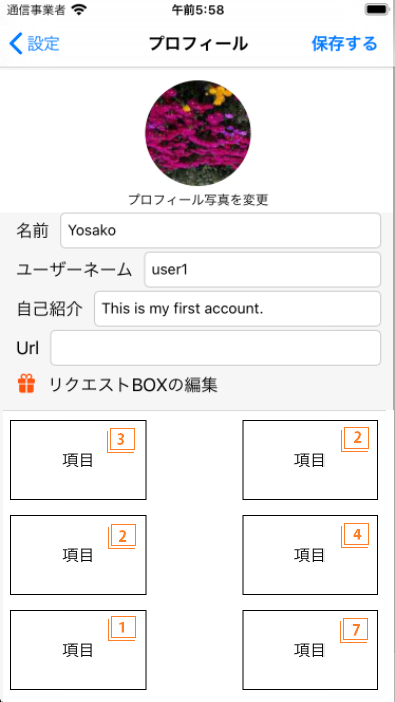 通信事業者 午前5:58
設定 プロフィール 保存する
プロフィール写真を変更
名前 Yosako
ユーザーネーム user1
自己紹介 This is my first account.
Url
リクエストBOXの編集
項目 3 項目 2
項目 2 項目 4
項目 1 項目 7